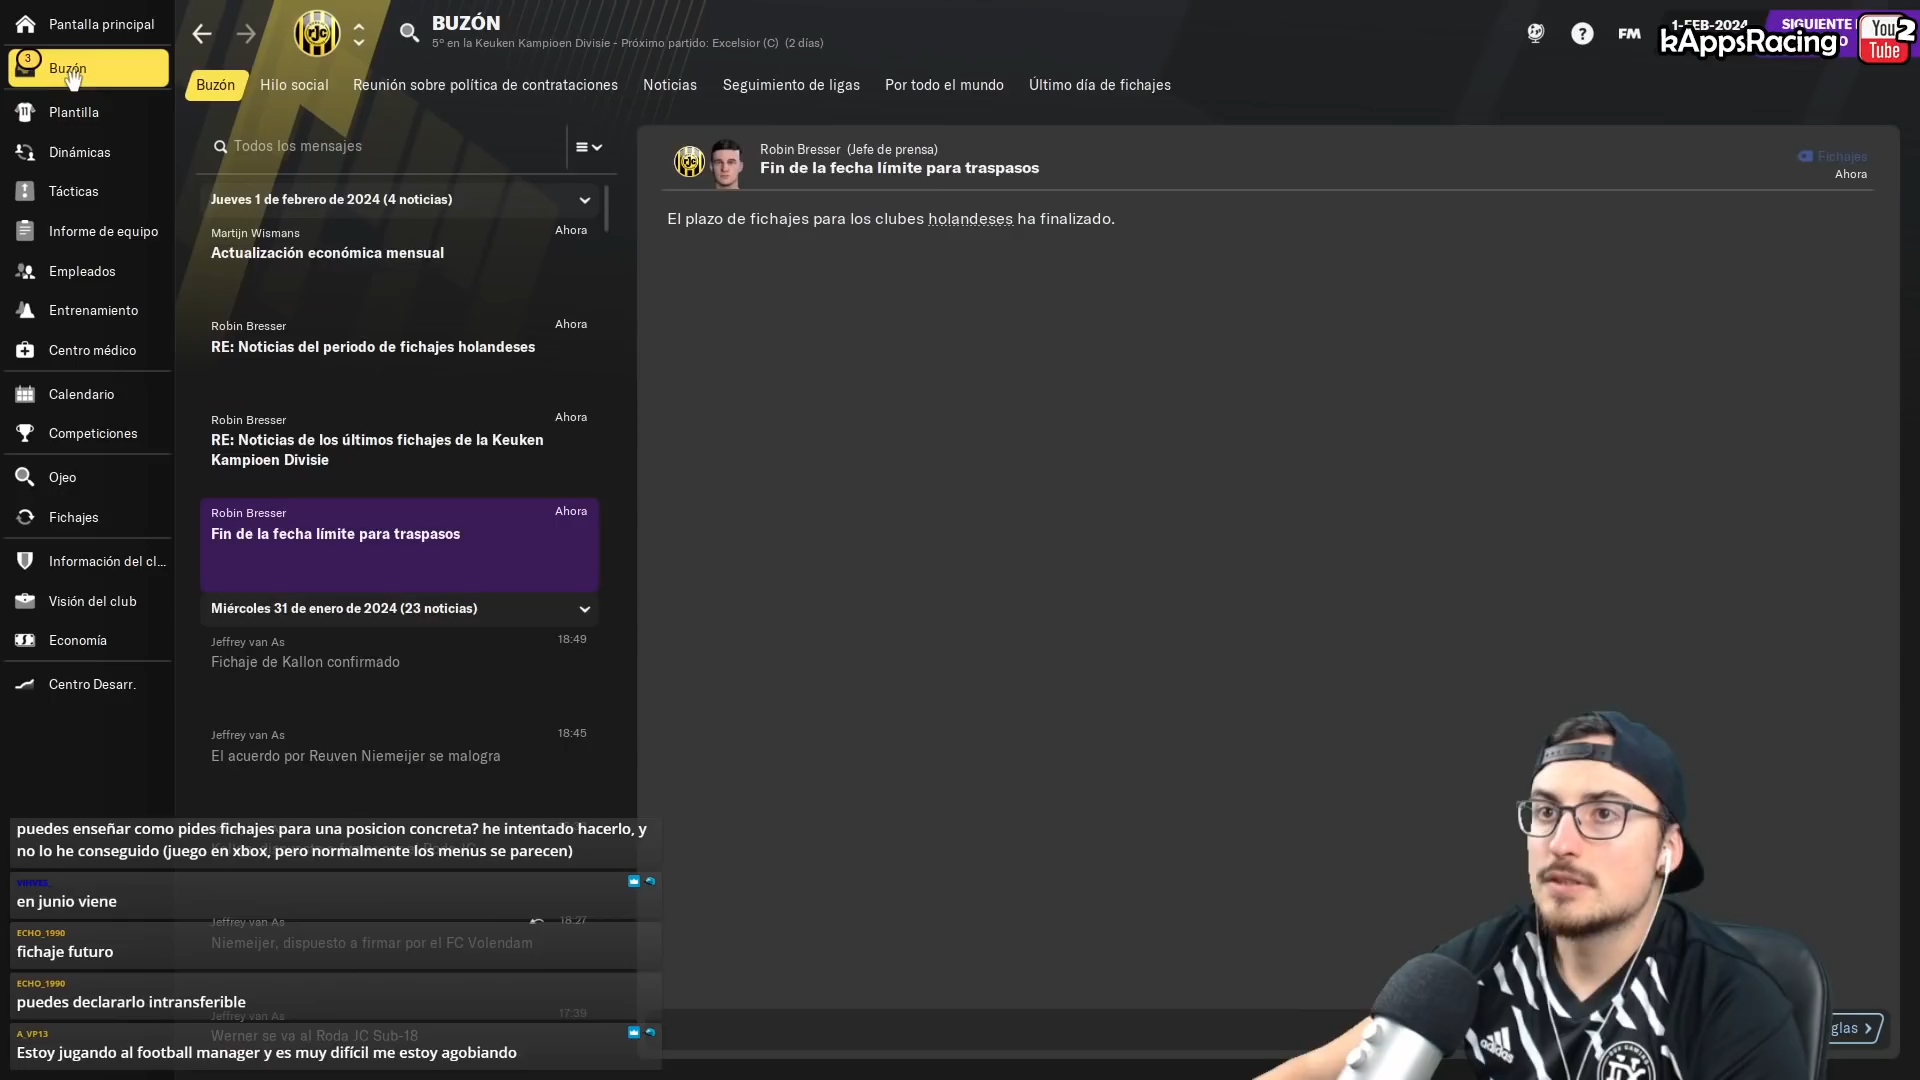 Pantalla principal
3
Buzón
Plantilla
Dinámicas
Tácticas
Informe de equipo
Empleados
Entrenamiento
Centro médico
Calendario
Competiciones
Ojeo
Fichajes
Información del cl...
Visión del club
Economía
Centro Desarr.
BUZÓN
5º en la Keuken Kampioen Divisie - Próximo partido: Excelsior (C) (2 días)
FM
1-FEB-2024
SIGUIENTE
kAppsRacing
You2
Tube
Buzón
Hilo social
Reunión sobre política de contrataciones
Noticias
Seguimiento de ligas
Por todo el mundo
Último día de fichajes
Todos los mensajes
Jueves 1 de febrero de 2024 (4 noticias)
Martijn Wismans Ahora
Actualización económica mensual
Robin Bresser Ahora
RE: Noticias del periodo de fichajes holandeses
Robin Bresser Ahora
RE: Noticias de los últimos fichajes de la Keuken
Kampioen Divisie
Robin Bresser Ahora
Fin de la fecha límite para traspasos
Miércoles 31 de enero de 2024 (23 noticias)
Jeffrey van As 18:49
Fichaje de Kallon confirmado
Jeffrey van As 18:45
El acuerdo por Reuven Niemeijer se malogra
Jeffrey van As 18:27
Niemeijer, dispuesto a firmar por el FC Volendam
Jeffrey van As 17:39
Werner se va al Roda JC Sub-18
Robin Bresser (Jefe de prensa)
Fin de la fecha límite para traspasos
Fichajes
Ahora
El plazo de fichajes para los clubes holandeses ha finalizado.
puedes enseñar como pides fichajes para una posicion concreta? he intentado hacerlo, y
no lo he conseguido (juego en xbox, pero normalmente los menus se parecen)
en junio viene
ECHO_1990
fichaje futuro
ECHO_1990
puedes declararlo intransferible
A_VP13
Estoy jugando al football manager y es muy difícil me estoy agobiando
glas
adidas